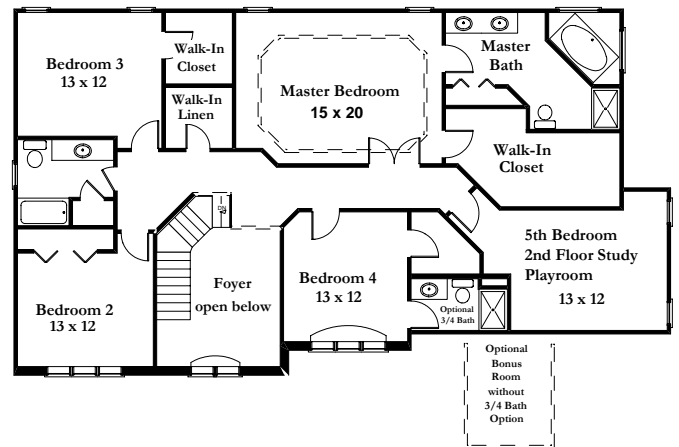 Bedroom 3
13 x 12
Walk-In
Closet
Walk-In
Linen
Master Bedroom
15 x 20
Master
Bath
Walk-In
Closet
DN
Foyer
open below
Bedroom 2
13 x 12
Bedroom 4
13 x 12
Optional
3/4 Bath
5th Bedroom
2nd Floor Study
Playroom
13 x 12
Optional
Bonus
Room
without
3/4 Bath
Option